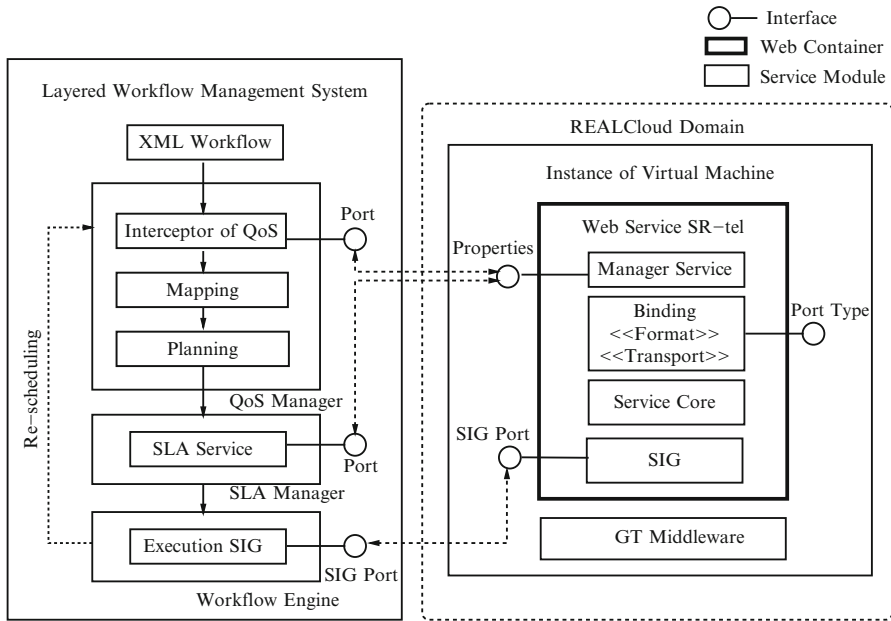 Interface
Web Container
Service Module
Layered Workflow Management System
XML Workflow
Interceptor of QoS
Port
Mapping
Planning
QoS Manager
SLA Service
Port
SLA Manager
Execution SIG
SIG Port
Workflow Engine
Re−scheduling
REALCloud Domain
Instance of Virtual Machine
Web Service SR−tel
Properties
Manager Service
Binding
<<Format>>
<<Transport>>
Port Type
Service Core
SIG Port
SIG
GT Middleware